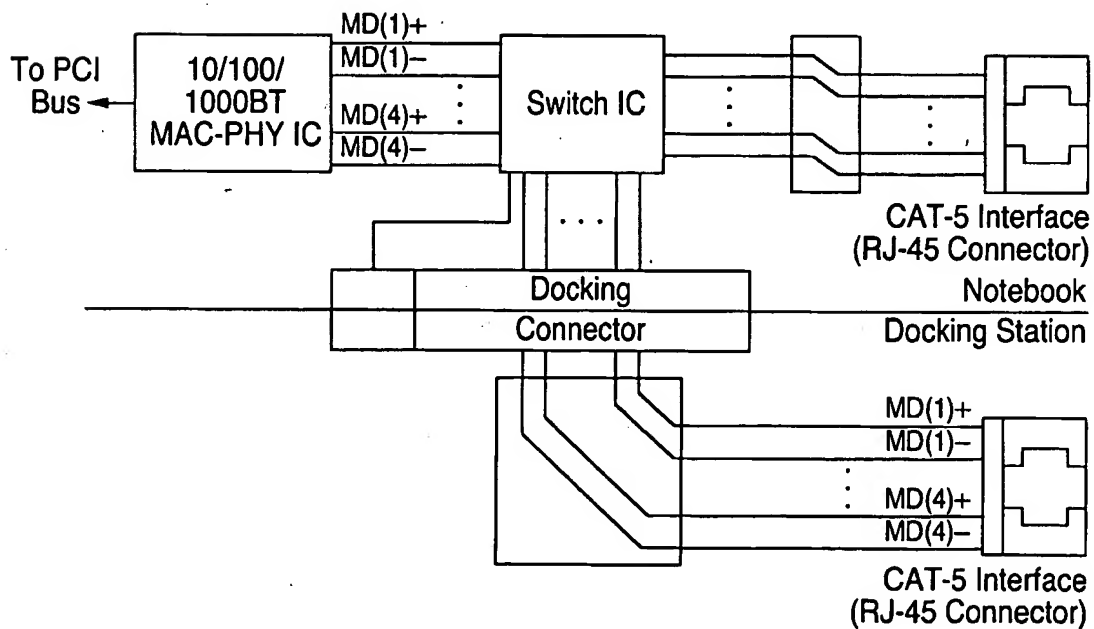 MD(1)+
MD(1)–
MD(4)+
MD(4)–
To PCI
Bus
10/100/
1000BT
MAC-PHY IC
Switch IC
CAT-5 Interface
(RJ-45 Connector)
Docking
Connector
Notebook
Docking Station
MD(1)+
MD(1)–
MD(4)+
MD(4)–
CAT-5 Interface
(RJ-45 Connector)